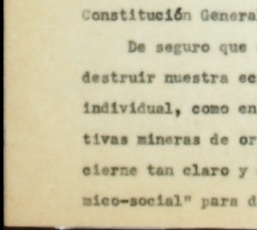 Constitución Genera
De seguro que
destruir nuestra ec
individual, como en
tivas mineras de or
cierne tan claro y
mico-social" para d